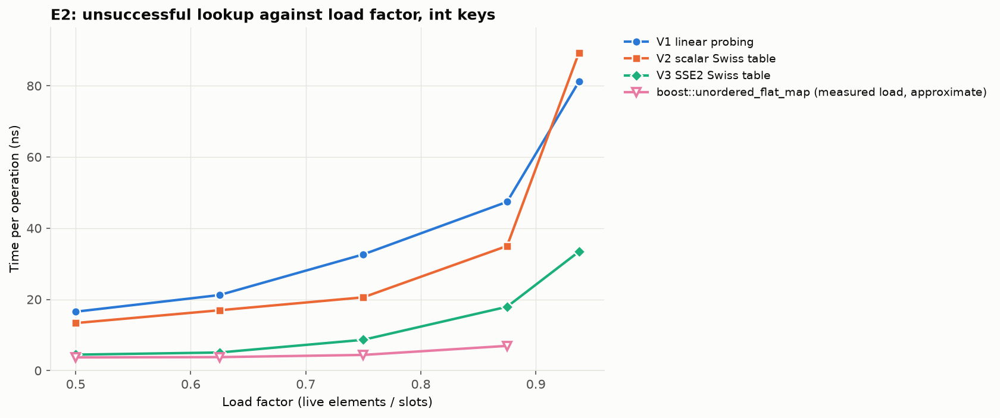 E2: unsuccessful lookup against load factor, int keys
V1 linear probing
V2 scalar Swiss table
V3 SSE2 Swiss table
boost::unordered_flat_map (measured load, approximate)
Time per operation (ns)
80
60
40
20
0
0.5 0.6 0.7 0.8 0.9
Load factor (live elements / slots)